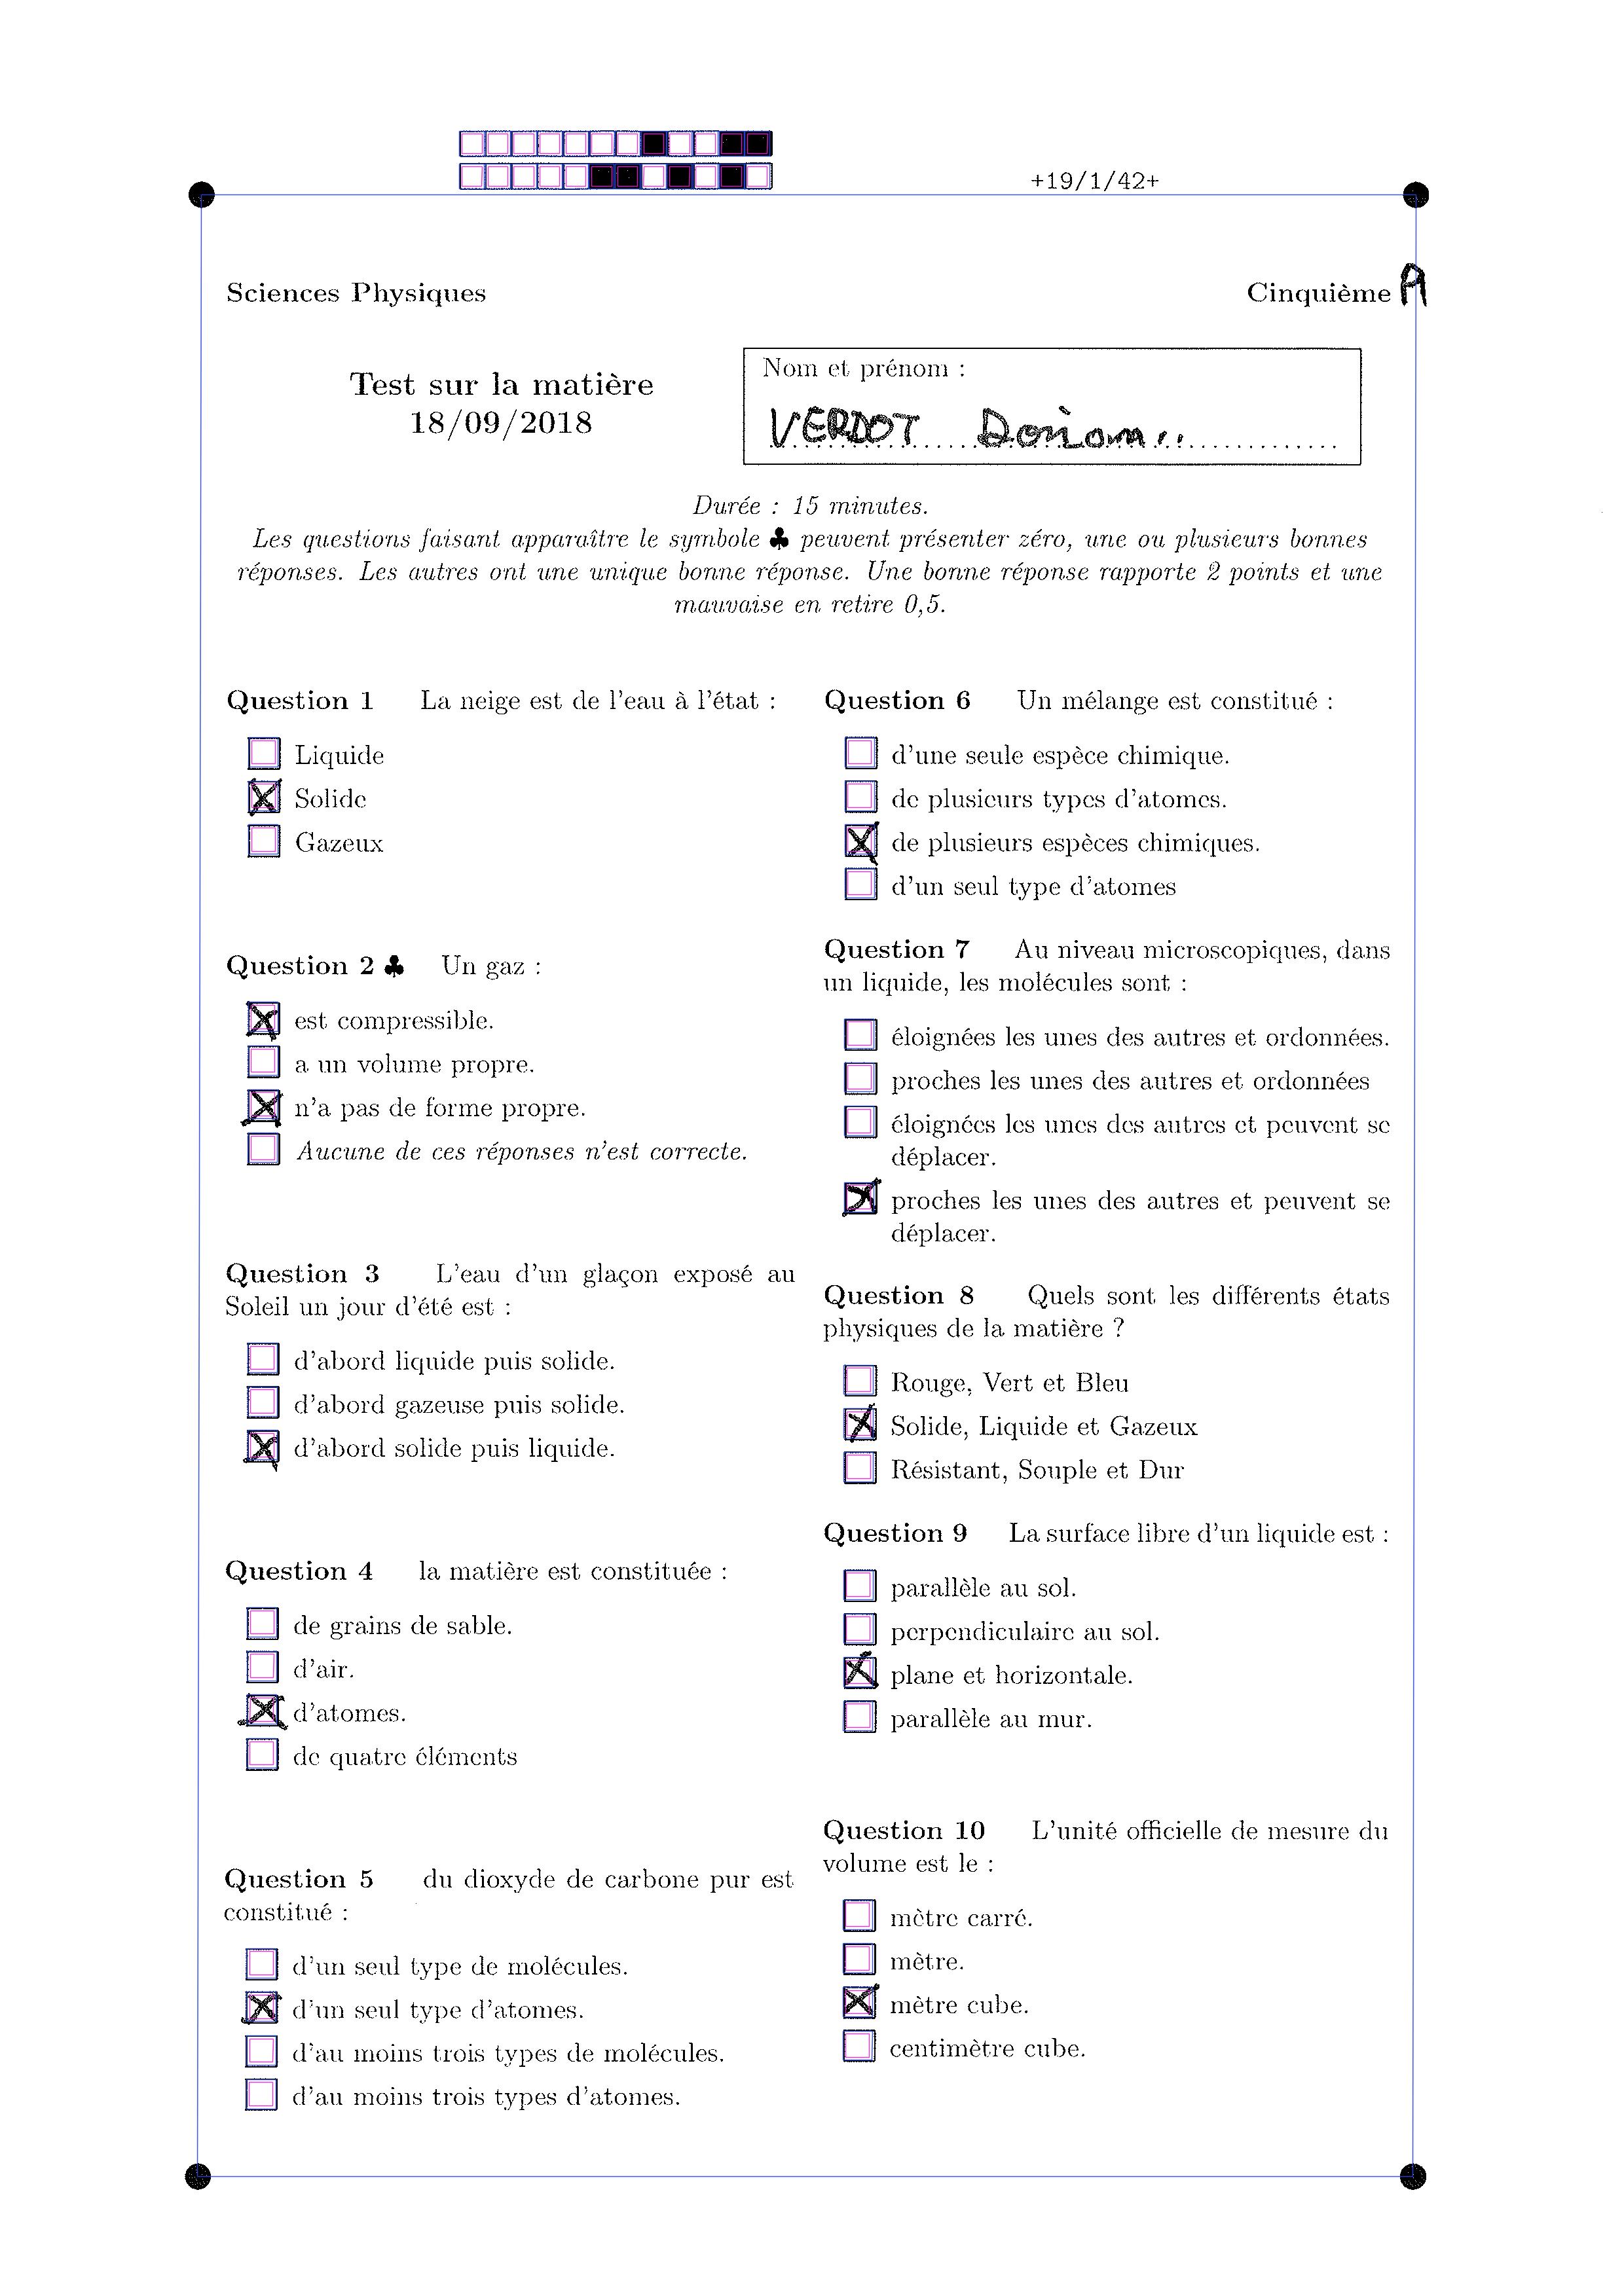 +19/1/42+
Sciences Physiques
Cinquième A
Test sur la matière
18/09/2018
Nom et prénom :
VERDOT
Durée : 15 minutes.
Les questions faisant apparaître le symbole ♣ peuvent présenter zéro, une ou plusieurs bonnes
réponses. Les autres ont une unique bonne réponse. Une bonne réponse rapporte 2 points et une
mauvaise en retire 0,5.
Question 1 La neige est de l'eau à l'état :
Liquide
Solide
Gazeux
Question 2 ♣ Un gaz :
est compressible.
a un volume propre.
n'a pas de forme propre.
Aucune de ces réponses n'est correcte.
Question 3 L'eau d'un glaçon exposé au
Soleil un jour d'été est :
d'abord liquide puis solide.
d'abord gazeuse puis solide.
d'abord solide puis liquide.
Question 4 la matière est constituée :
de grains de sable.
d'air.
d'atomes.
de quatre éléments
Question 5 du dioxyde de carbone pur est
constitué :
d'un seul type de molécules.
d'un seul type d'atomes.
d'au moins trois types de molécules.
d'au moins trois types d'atomes.
Question 6 Un mélange est constitué :
d'une seule espèce chimique.
de plusieurs types d'atomes.
de plusieurs espèces chimiques.
d'un seul type d'atomes
Question 7 Au niveau microscopiques, dans
un liquide, les molécules sont :
éloignées les unes des autres et ordonnées.
proches les unes des autres et ordonnées
éloignées les unes des autres et peuvent se
déplacer.
proches les unes des autres et peuvent se
déplacer.
Question 8 Quels sont les différents états
physiques de la matière ?
Rouge, Vert et Bleu
Solide, Liquide et Gazeux
Résistant, Souple et Dur
Question 9 La surface libre d'un liquide est :
parallèle au sol.
perpendiculaire au sol.
plane et horizontale.
parallèle au mur.
Question 10 L'unité officielle de mesure du
volume est le :
mètre carré.
mètre.
mètre cube.
centimètre cube.